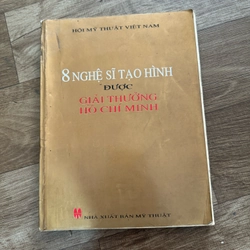 HỘI MỸ THUẬT VIỆT NAM
8 NGHỆ SĨ TẠO HÌNH
ĐƯỢC
GIẢI THƯỞNG
HỒ CHÍ MINH
NHÀ XUẤT BẢN MỸ THUẬT